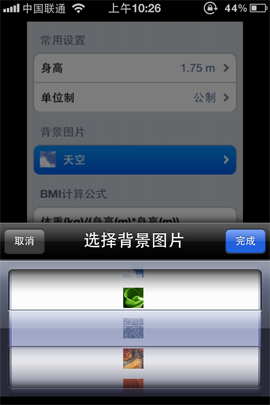 中国联通 上午10:26 44%
常用设置
身高 1.75 m
单位制 公制
背景图片
天空
BMI计算公式
体重(kg)/(身高(m)*身高(m))
取消 选择背景图片 完成